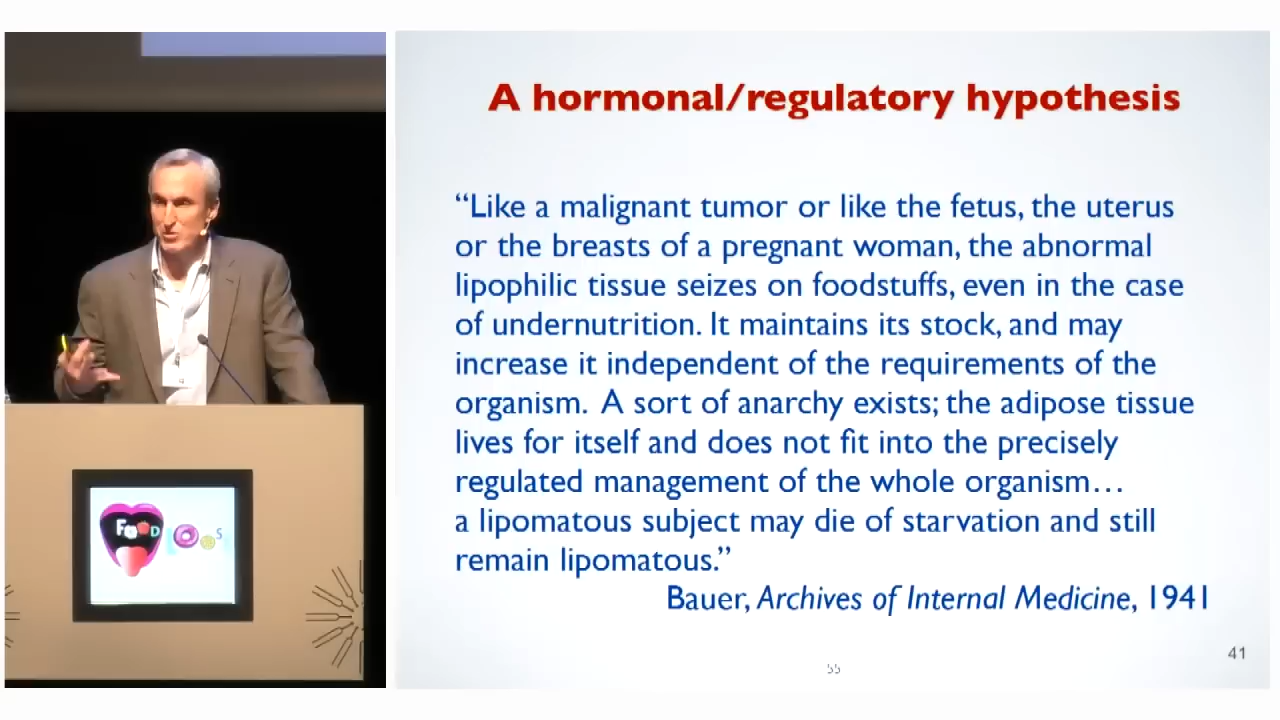 A hormonal/regulatory hypothesis
“Like a malignant tumor or like the fetus, the uterus
or the breasts of a pregnant woman, the abnormal
lipophilic tissue seizes on foodstuffs, even in the case
of undernutrition. It maintains its stock, and may
increase it independent of the requirements of the
organism. A sort of anarchy exists; the adipose tissue
lives for itself and does not fit into the precisely
regulated management of the whole organism…
a lipomatous subject may die of starvation and still
remain lipomatous.”
Bauer, Archives of Internal Medicine, 1941
41
55
FOOD